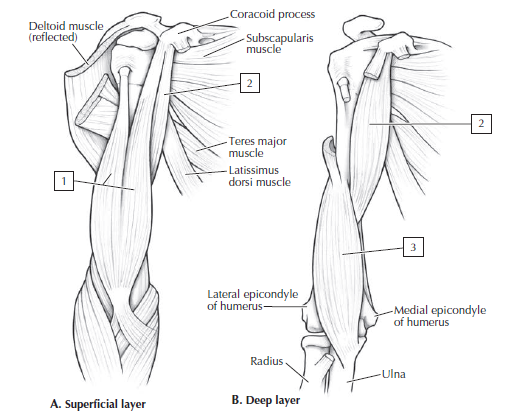 Deltoid muscle
(reflected)
Coracoid process
Subscapularis
muscle
2
Teres major
muscle
Latissimus
dorsi muscle
1
A. Superficial layer
2
3
Lateral epicondyle
of humerus
Medial epicondyle
of humerus
Radius
Ulna
B. Deep layer